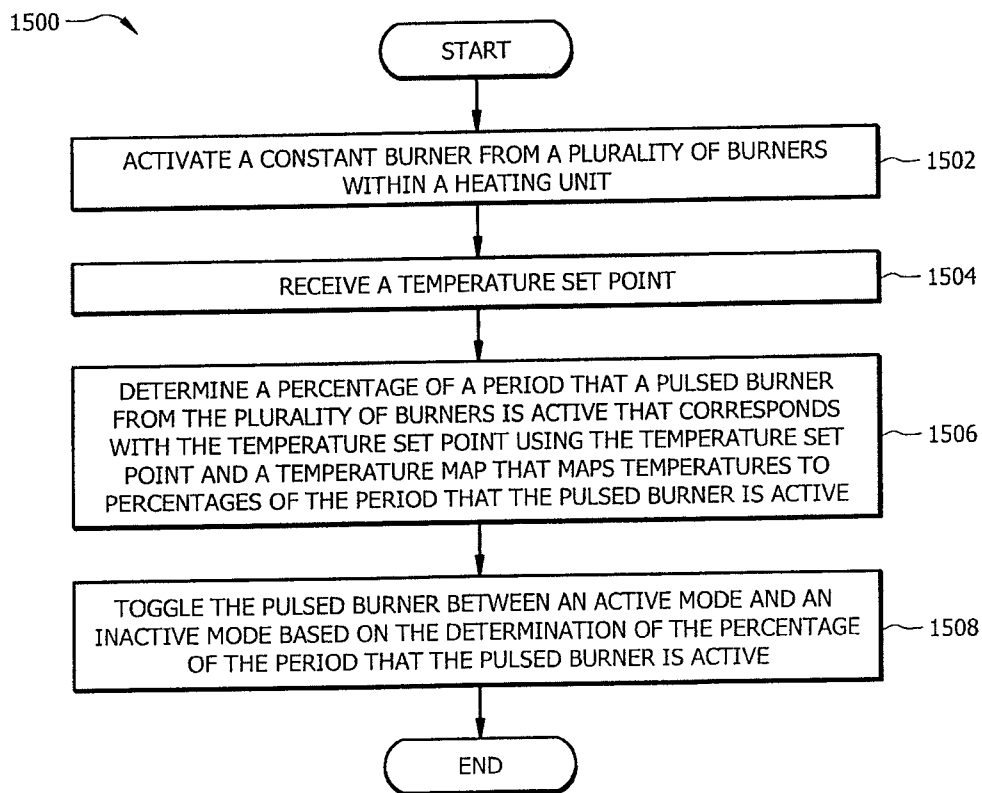 1500
START
ACTIVATE A CONSTANT BURNER FROM A PLURALITY OF BURNERS
WITHIN A HEATING UNIT
1502
RECEIVE A TEMPERATURE SET POINT
1504
DETERMINE A PERCENTAGE OF A PERIOD THAT A PULSED BURNER
FROM THE PLURALITY OF BURNERS IS ACTIVE THAT CORRESPONDS
WITH THE TEMPERATURE SET POINT USING THE TEMPERATURE SET
POINT AND A TEMPERATURE MAP THAT MAPS TEMPERATURES TO
PERCENTAGES OF THE PERIOD THAT THE PULSED BURNER IS ACTIVE
1506
TOGGLE THE PULSED BURNER BETWEEN AN ACTIVE MODE AND AN
INACTIVE MODE BASED ON THE DETERMINATION OF THE PERCENTAGE
OF THE PERIOD THAT THE PULSED BURNER IS ACTIVE
1508
END